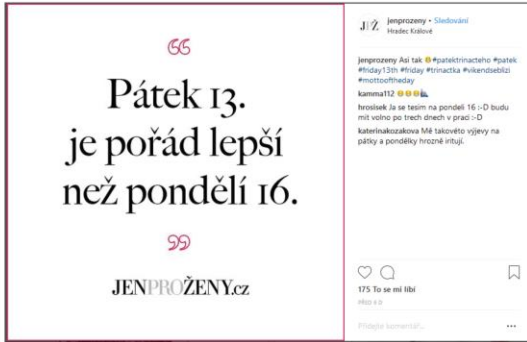 Pátek 13.
je pořád lepší
než pondělí 16.
JENPROŽENY.cz
JPŽ
jenprozeny • Sledování
Hradec Králové
jenprozeny Asi tak #patektrinacteho #patek
#friday13th #friday #trinactka #vikendseblizi
#mottooftheday
kamma112
hrosisek Ja se tesim na pondeli 16 :-D budu
mit volno po trech dnech v praci :-D
katerinakozakova Mě takovéto výjevy na
pátky a pondělky hrozně iritují.
175 To se mi líbí
Přidejte komentář...